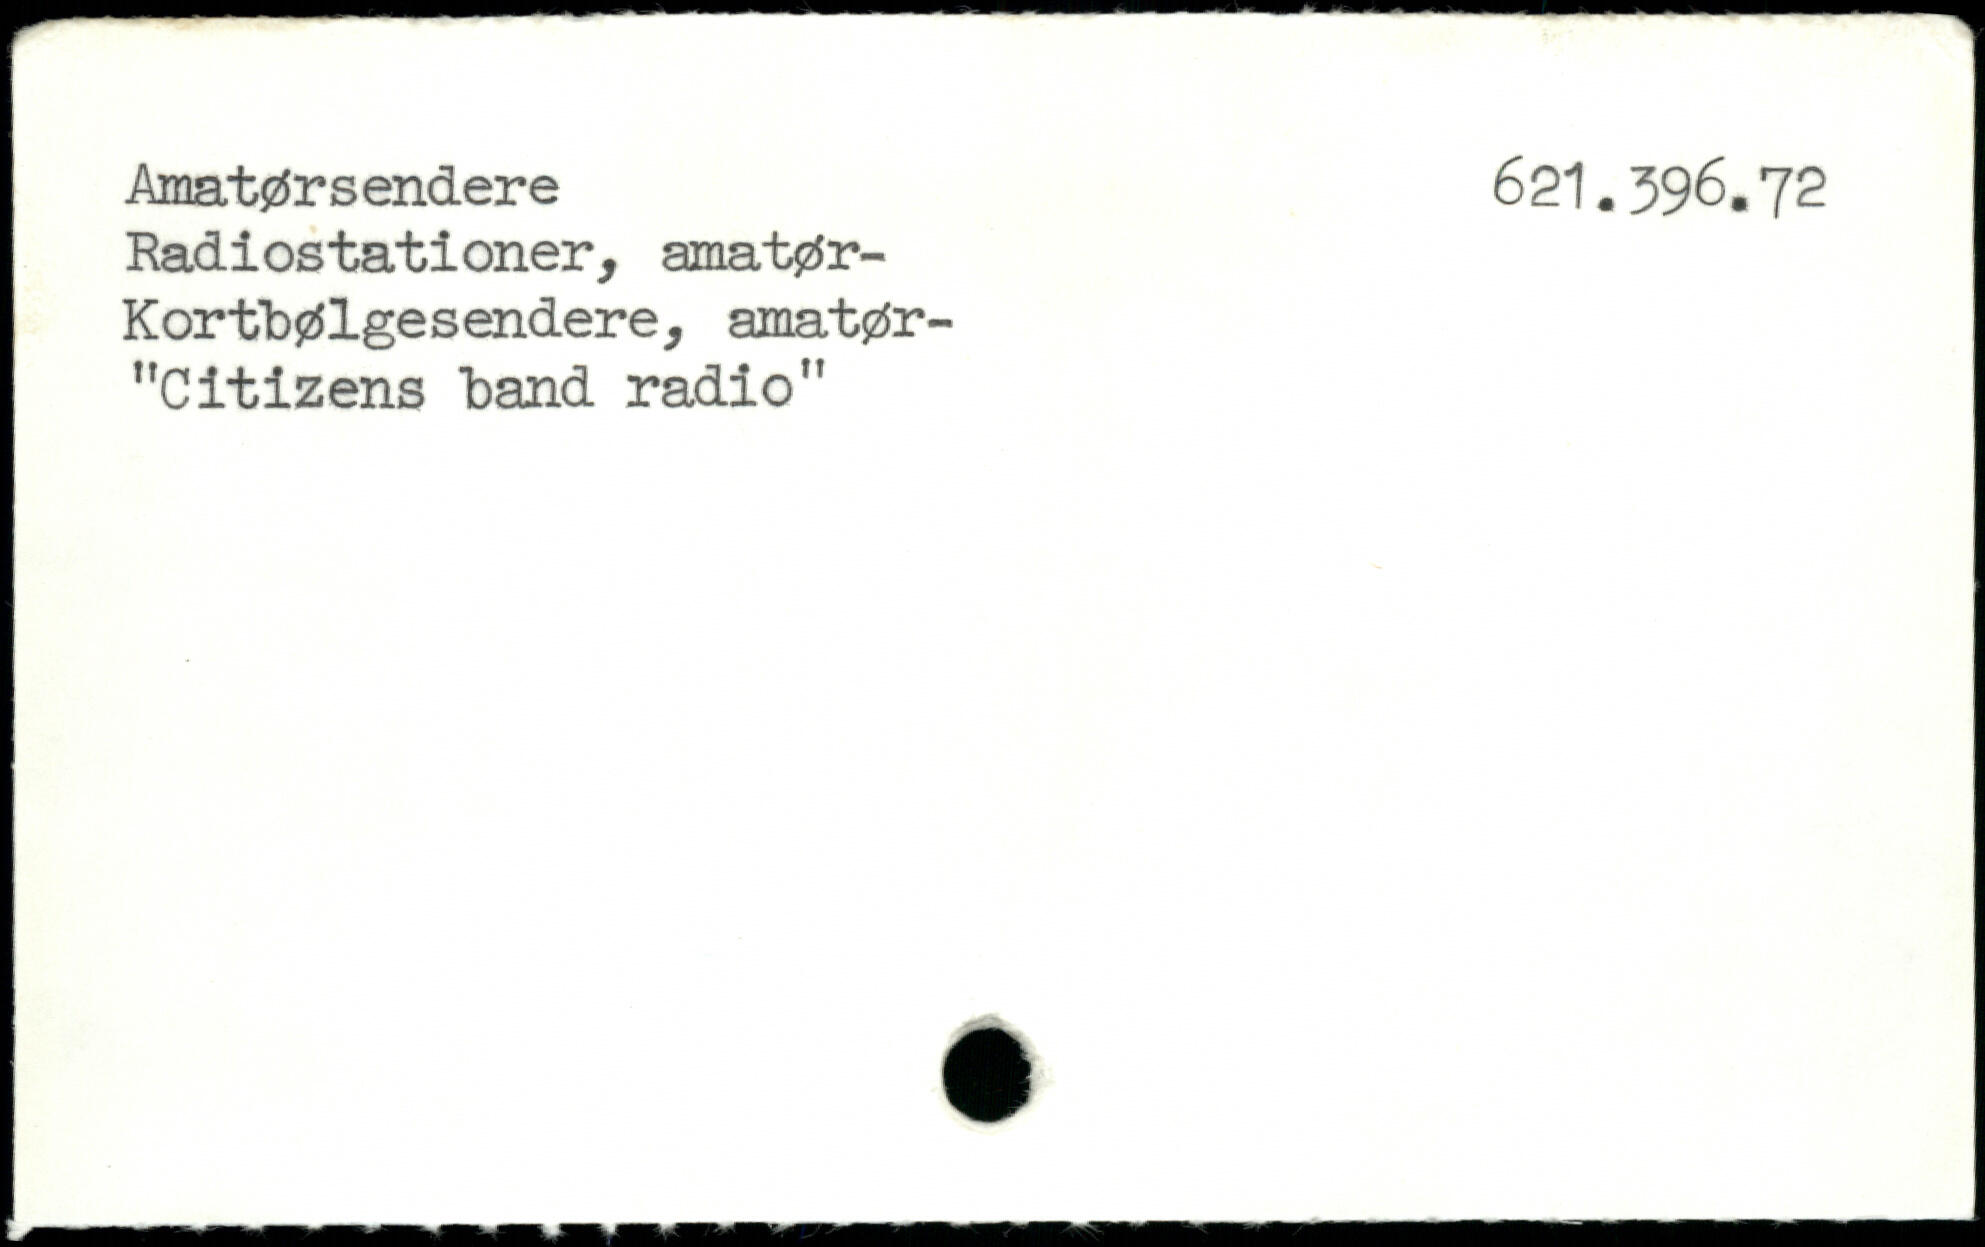 Amatørsendere 621.396.72
Radiostationer, amatør-
Kortbølgesendere, amatør-
"Citizens band radio"